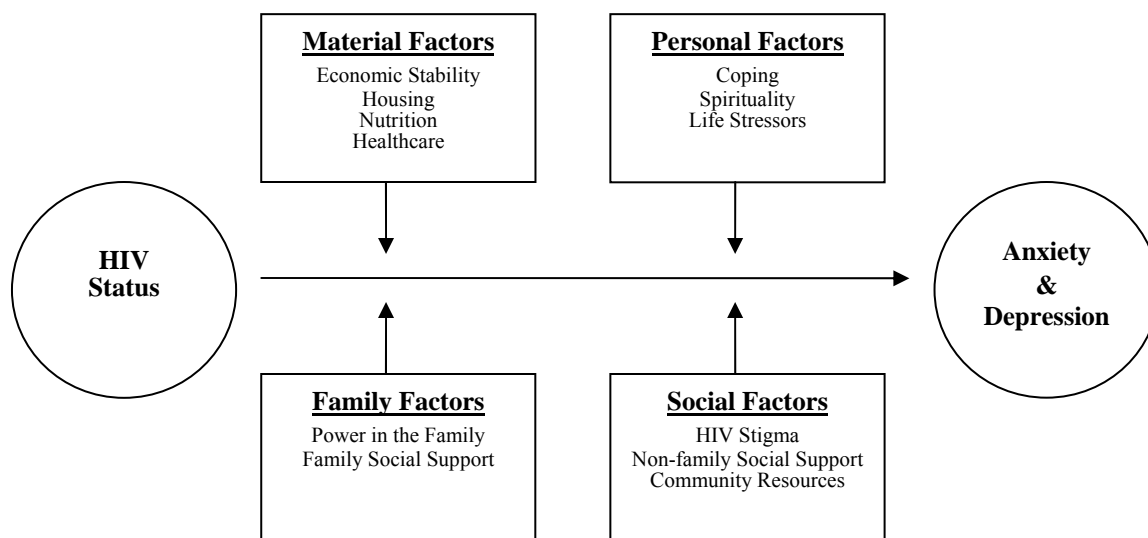 Material Factors
Economic Stability
Housing
Nutrition
Healthcare
Personal Factors
Coping
Spirituality
Life Stressors
HIV
Status
Anxiety
&
Depression
Family Factors
Power in the Family
Family Social Support
Social Factors
HIV Stigma
Non-family Social Support
Community Resources